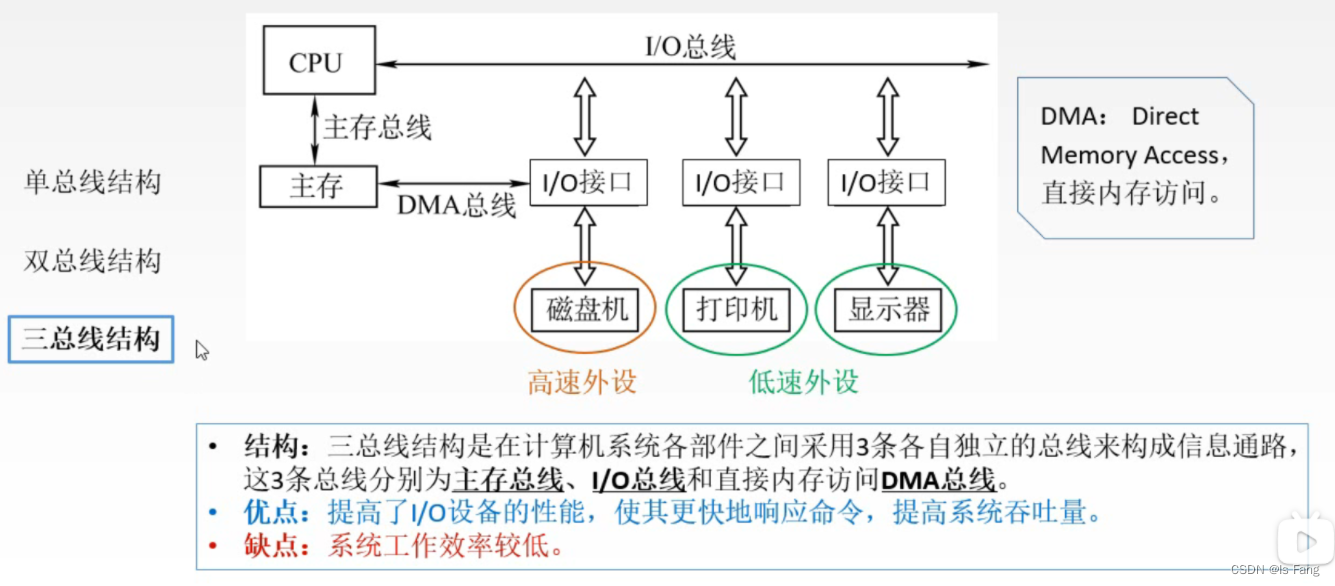 CPU
I/O总线
主存总线
主存
DMA总线
I/O接口
I/O接口
I/O接口
磁盘机
打印机
显示器
高速外设
低速外设
DMA： Direct
Memory Access，
直接内存访问。
单总线结构
双总线结构
三总线结构
• 结构：三总线结构是在计算机系统各部件之间采用3条各自独立的总线来构成信息通路，
这3条总线分别为主存总线、I/O总线和直接内存访问DMA总线。
• 优点：提高了I/O设备的性能，使其更快地响应命令，提高系统吞吐量。
• 缺点：系统工作效率较低。
CSDN @Is Fang